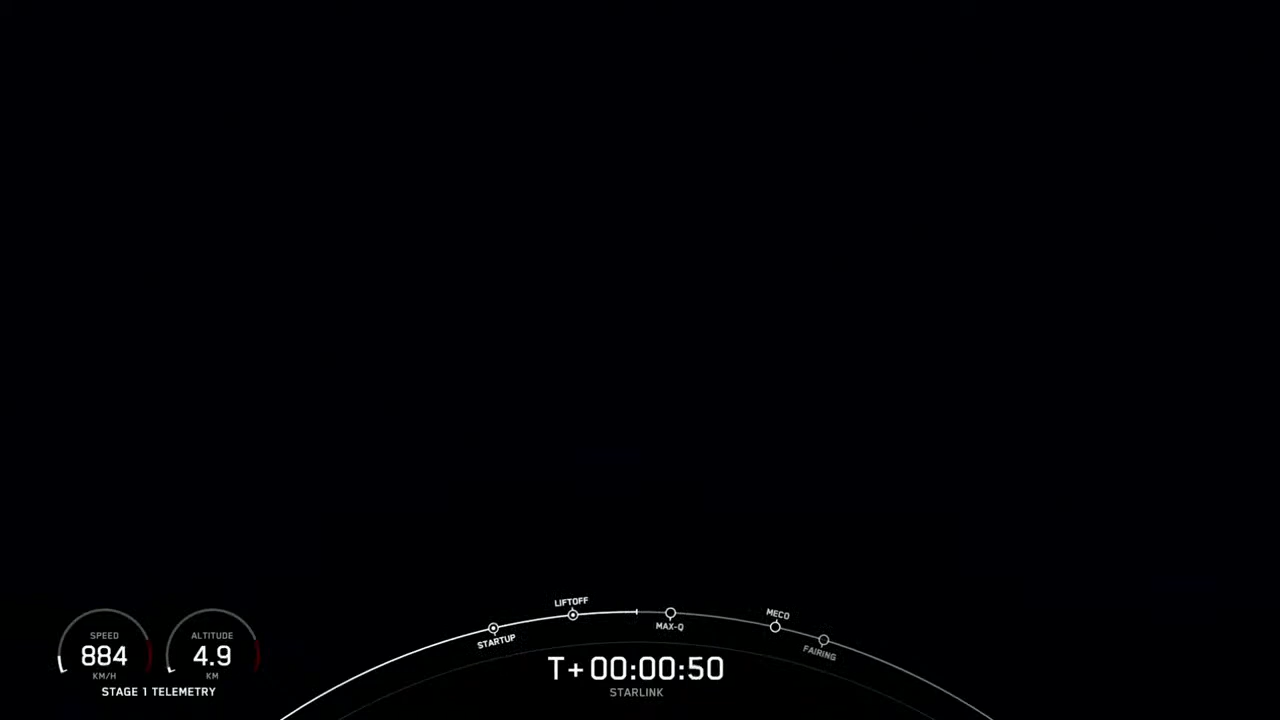 LIFTOFF
MECO
STARTUP
MAX-Q
FAIRING
SPEED
884
KM/H
ALTITUDE
4.9
KM
STAGE 1 TELEMETRY
T+00:00:50
STARLINK